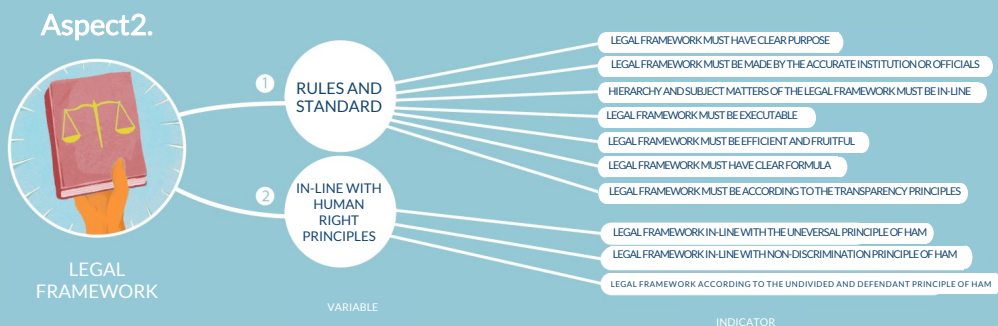 Aspect2.
LEGAL
FRAMEWORK
1
RULES AND
STANDARD
LEGAL FRAMEWORK MUST HAVE CLEAR PURPOSE
LEGAL FRAMEWORK MUST BE MADE BY THE ACCURATE INSTITUTION OR OFFICIALS
HIERARCHY AND SUBJECT MATTERS OF THE LEGAL FRAMEWORK MUST BE IN-LINE
LEGAL FRAMEWORK MUST BE EXECUTABLE
LEGAL FRAMEWORK MUST BE EFFICIENT AND FRUITFUL
LEGAL FRAMEWORK MUST HAVE CLEAR FORMULA
LEGAL FRAMEWORK MUST BE ACCORDING TO THE TRANSPARENCY PRINCIPLES
2
IN-LINE WITH
HUMAN
RIGHT
PRINCIPLES
LEGAL FRAMEWORK IN-LINE WITH THE UNEVERSAL PRINCIPLE OF HAM
LEGAL FRAMEWORK IN-LINE WITH NON-DISCRIMINATION PRINCIPLE OF HAM
LEGAL FRAMEWORK ACCORDING TO THE UNDIVIDED AND DEFENDANT PRINCIPLE OF HAM
VARIABLE
INDICATOR